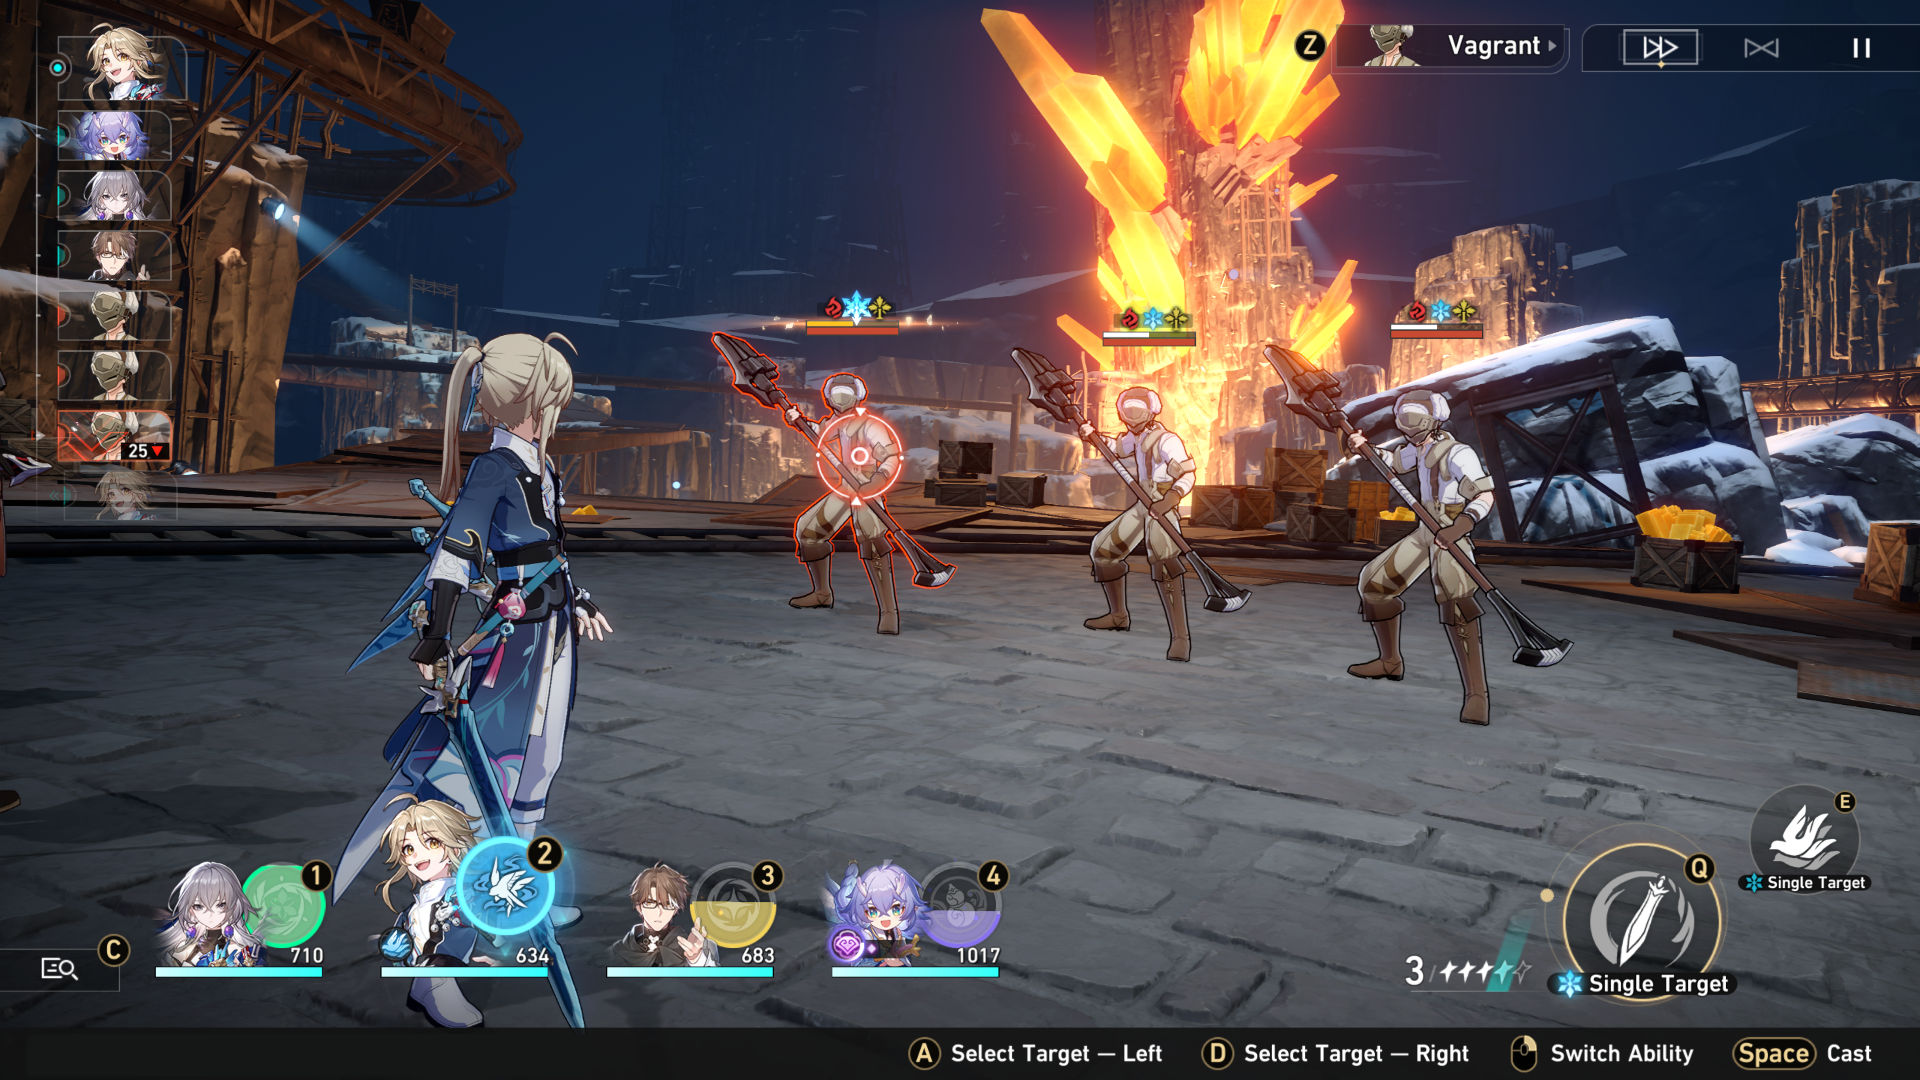 Z
Vagrant
25
1
710
2
634
3
683
4
1017
C
E
Single Target
Q
3/
Single Target
A Select Target — Left
D Select Target — Right
Switch Ability
Space Cast